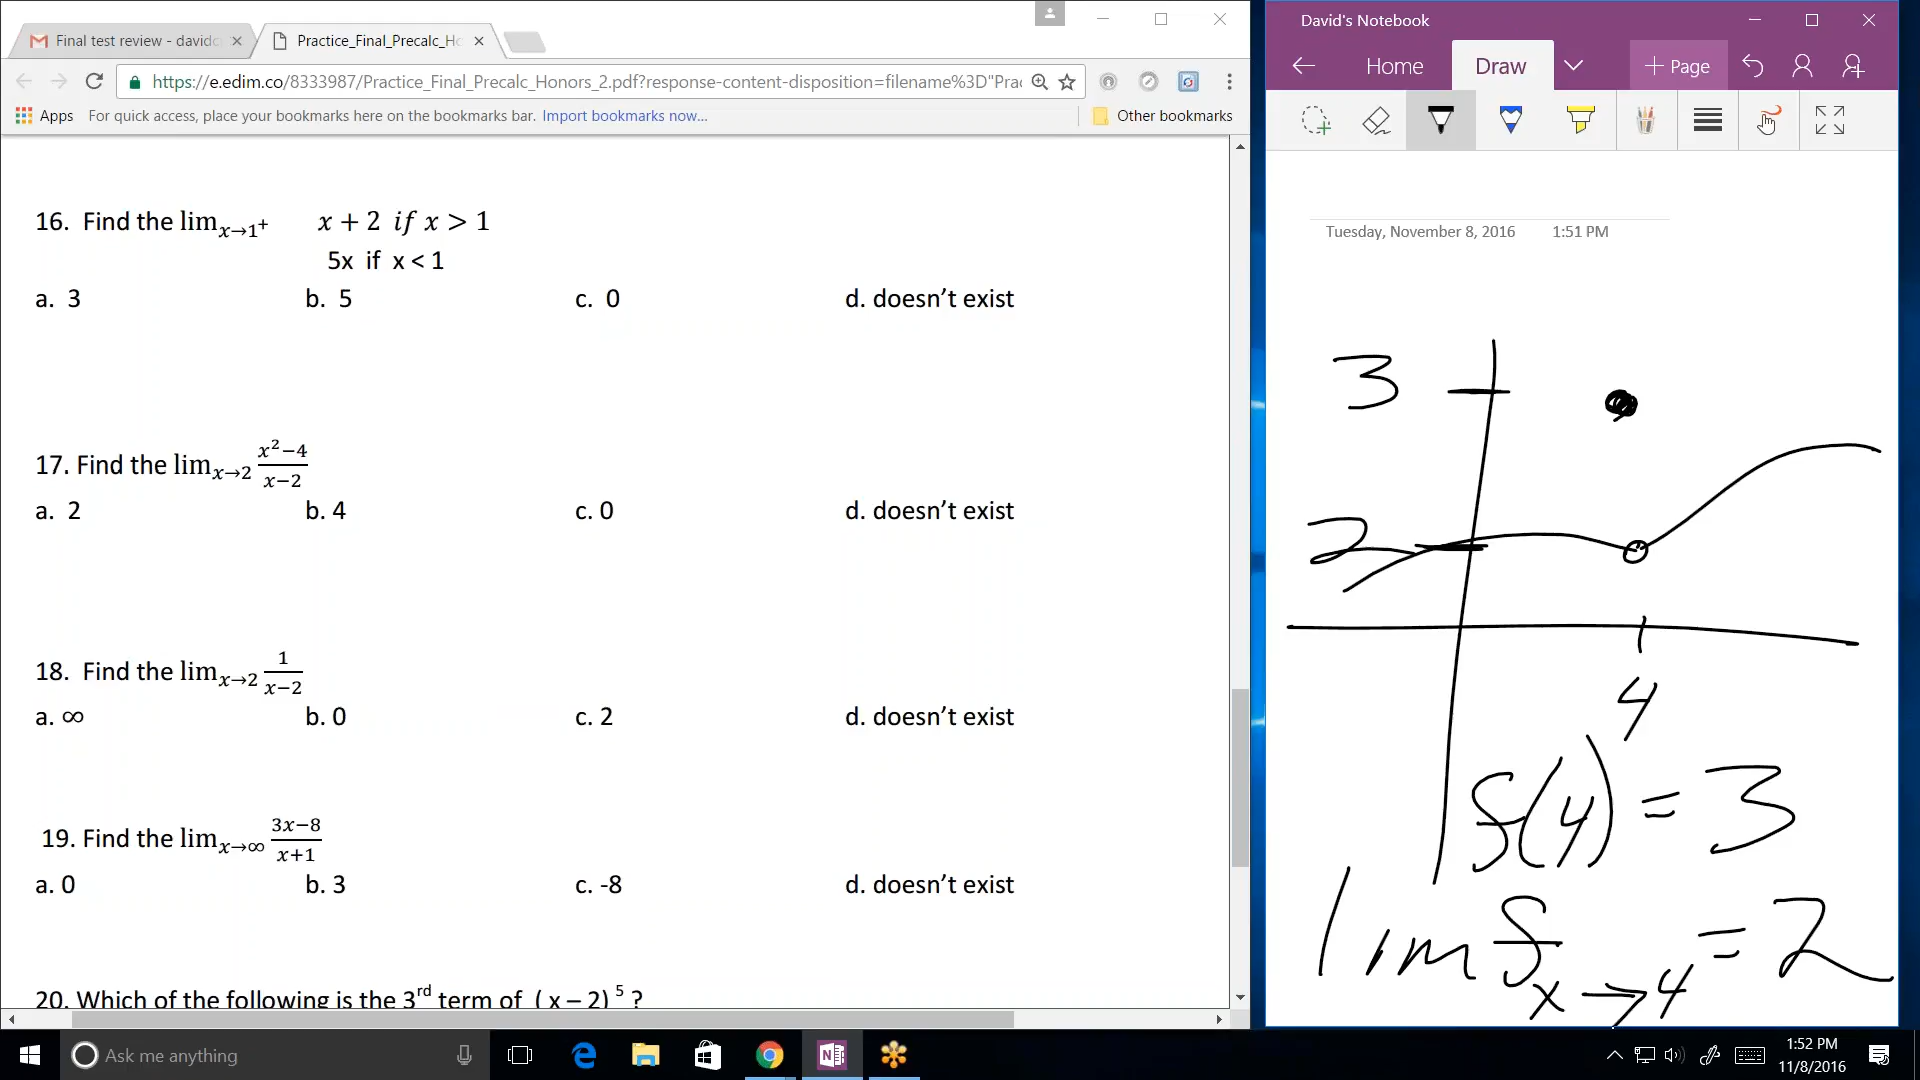 Final test review - davidc
Practice_Final_Precalc_Ho
https://e.edim.co/8333987/Practice_Final_Precalc_Honors_2.pdf?response-content-disposition=filename%3D"Prac
Apps For quick access, place your bookmarks here on the bookmarks bar. Import bookmarks now... Other bookmarks
16. Find the lim x→1⁺ x + 2 if x > 1
5x if x < 1
a. 3 b. 5 c. 0 d. doesn’t exist
17. Find the lim x→2 (x²−4)/(x−2)
a. 2 b. 4 c. 0 d. doesn’t exist
18. Find the lim x→2 1/(x−2)
a. ∞ b. 0 c. 2 d. doesn’t exist
19. Find the lim x→∞ (3x−8)/(x+1)
a. 0 b. 3 c. -8 d. doesn’t exist
20. Which of the following is the 3rd term of ( x – 2) 5 ?
David's Notebook
Home Draw + Page
Tuesday, November 8, 2016 1:51 PM
3
2
4
f(4) = 3
lim f = 2
x → 4
Ask me anything
1:52 PM
11/8/2016